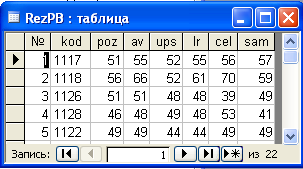 RezPB : таблица
№ kod poz av ups lr cel sam
1 1117 51 55 52 55 56 57
2 1118 56 66 52 61 70 59
3 1126 51 51 48 48 39 49
4 1128 46 48 49 48 53 41
5 1122 49 49 44 44 49 49
Запись: 1 из 22